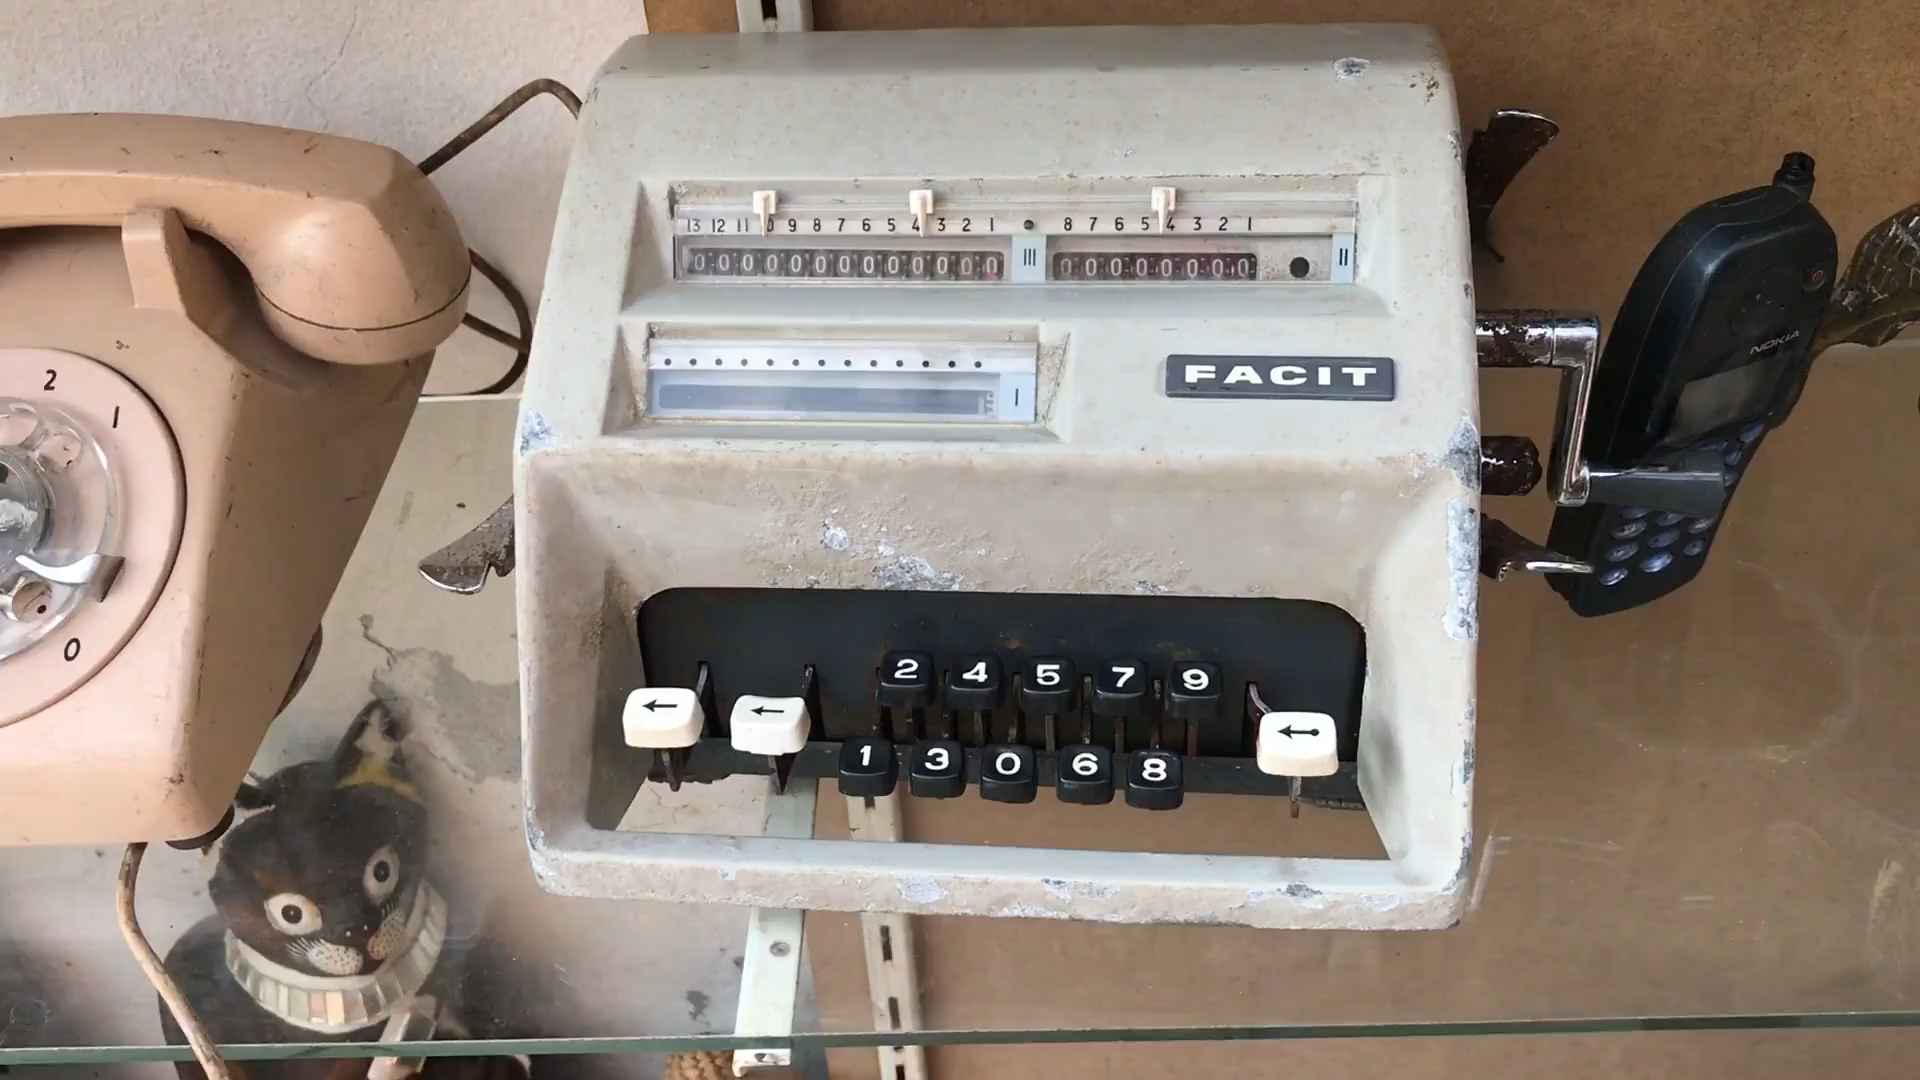 13 12 11 9 8 7 6 5 4 3 2 1 8 7 6 5 4 3 2 1
0 0 0 0 0 0 0 0 0 0 0 0 0 III 0 0 0 0 0 0 0 0 II
I
FACIT
NOKIA
2
1
0
2 4 5 7 9
← ← ←
1 3 0 6 8